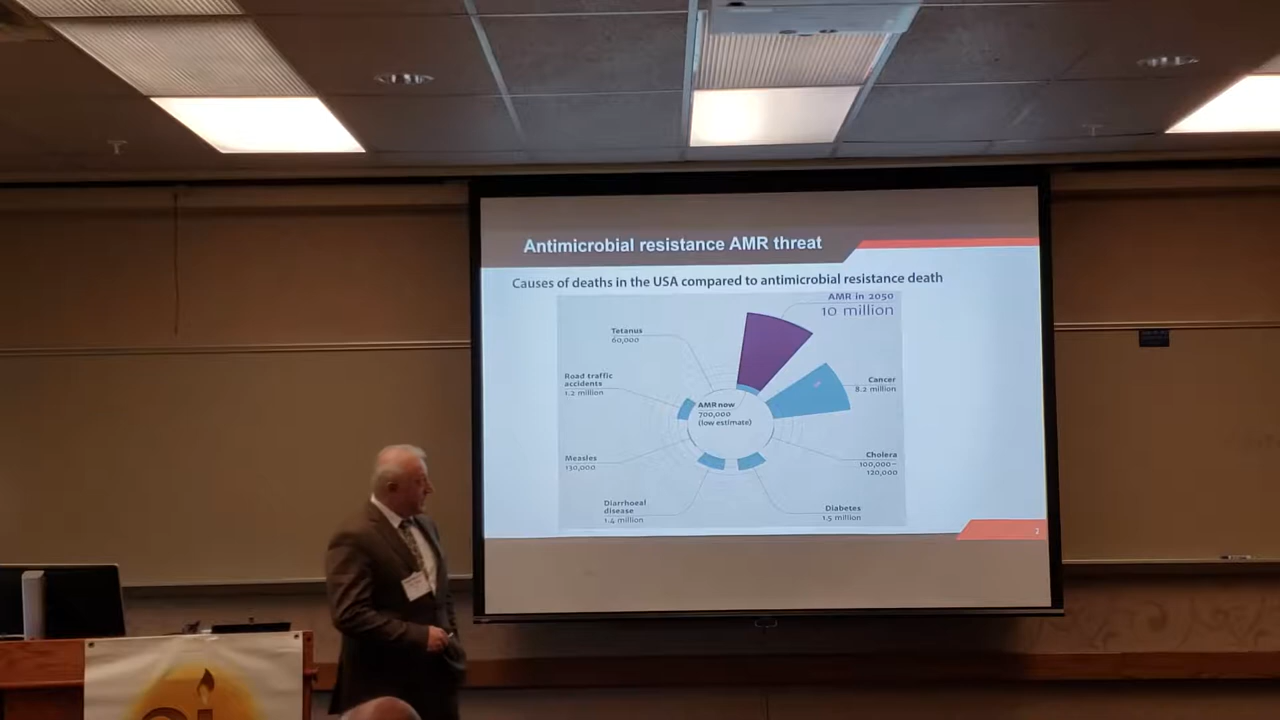 Antimicrobial resistance AMR threat
Causes of deaths in the USA compared to antimicrobial resistance death
AMR in 2050
10 million
Tetanus
60,000
Road traffic
accidents
1.2 million
Cancer
8.2 million
AMR now
700,000
(low estimate)
Measles
130,000
Cholera
100,000–
120,000
Diarrhoeal
disease
1.4 million
Diabetes
1.5 million